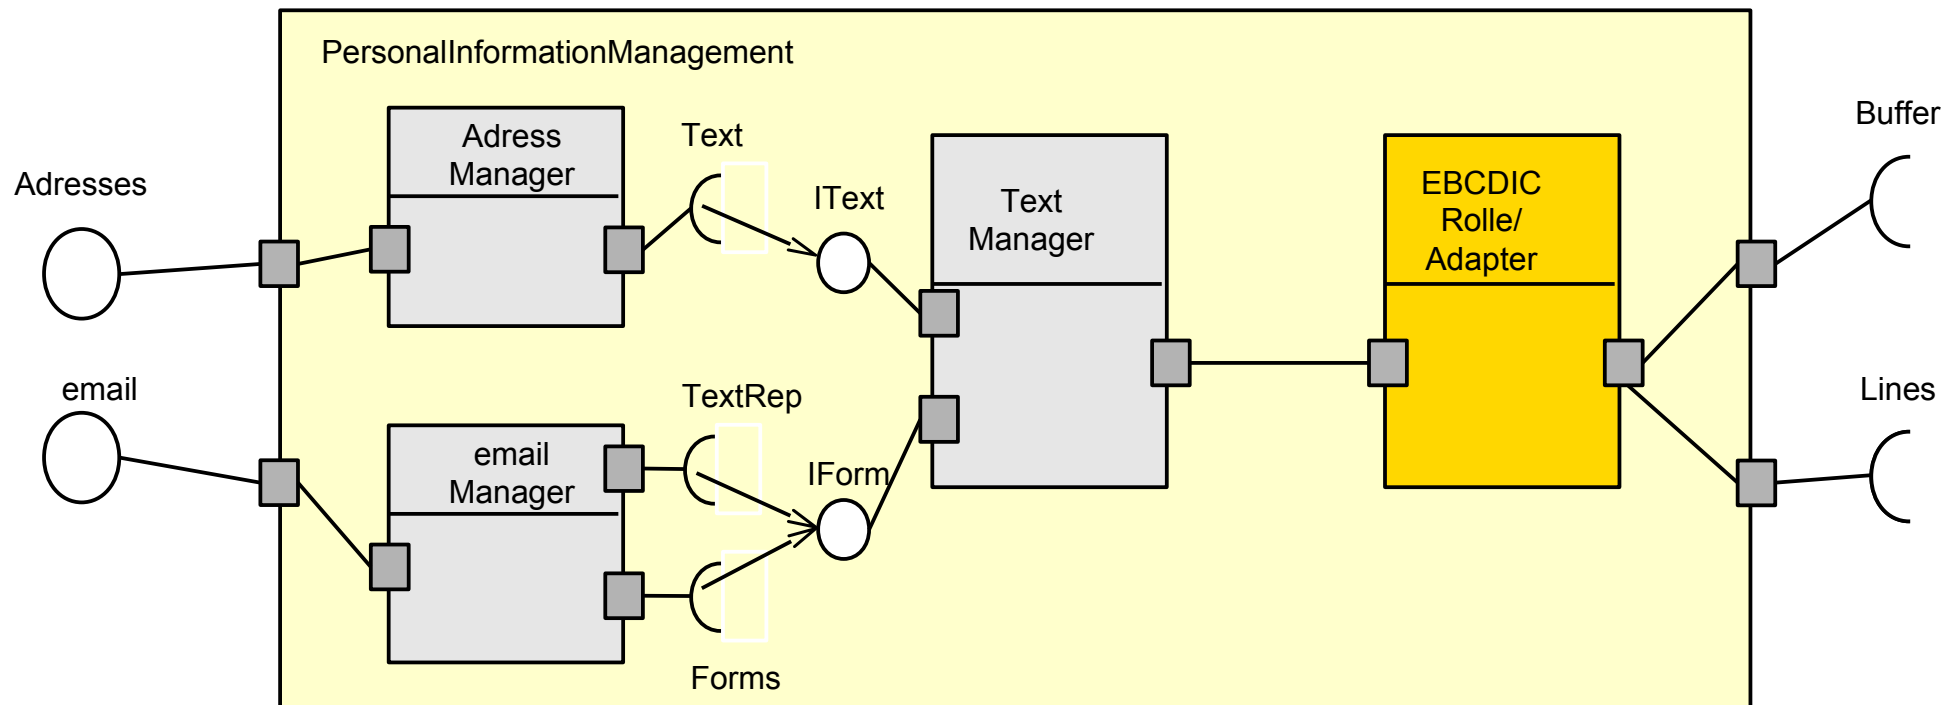 PersonalInformationManagement
Adresses
email
Adress
Manager
Text
IText
Text
Manager
EBCDIC
Rolle/
Adapter
Buffer
Lines
email
Manager
TextRep
IForm
Forms